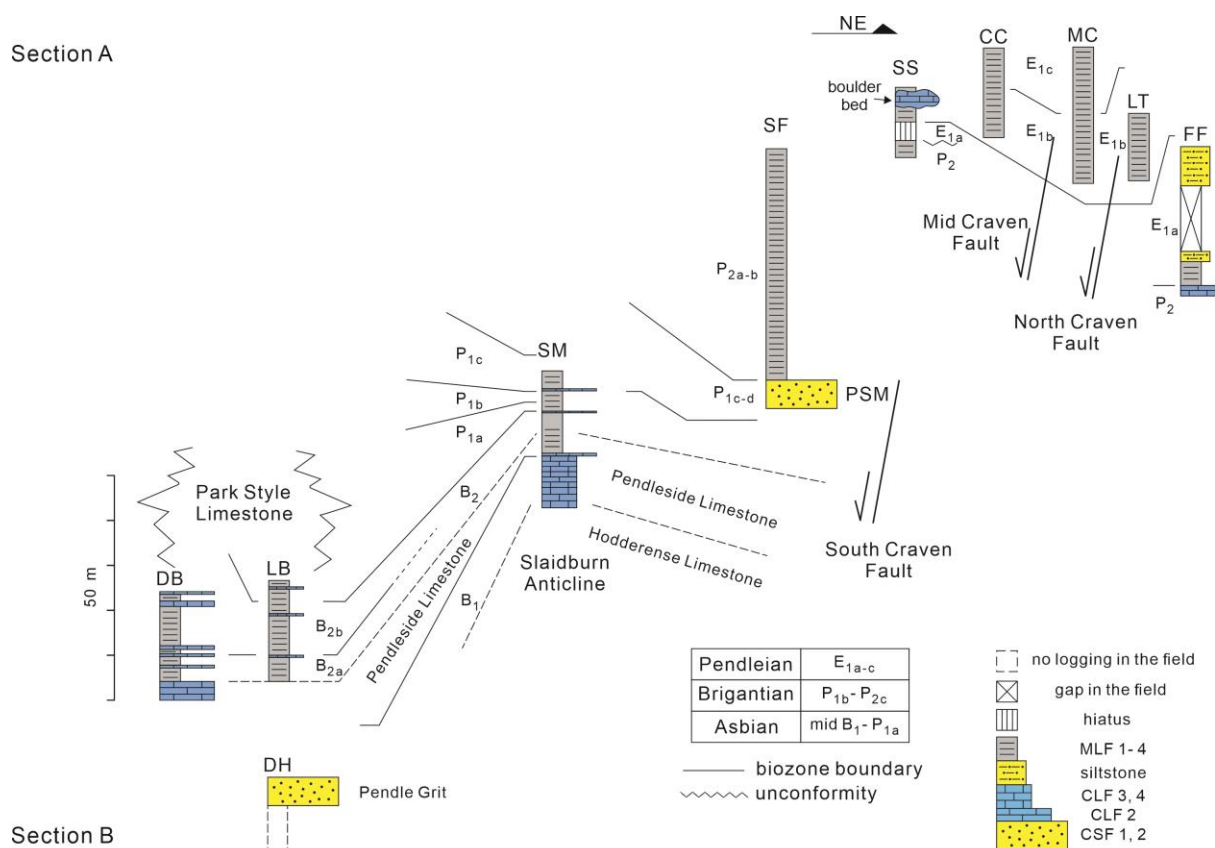 Section A
NE
CC
MC
SS
E1c
boulder
bed
LT
SF
FF
E1a
E1b
E1b
P2
Mid Craven
Fault
E1a
P2a-b
North Craven
Fault
P2
P1c
SM
P1b
P1c-d
PSM
P1a
Park Style
Limestone
B2
Pendleside Limestone
Hodderense Limestone
South Craven
Fault
Slaidburn
Anticline
Pendleside Limestone
B1
50 m
DB
LB
B2b
B2a
Pendleian E1a-c
Brigantian P1b- P2c
Asbian mid B1- P1a
biozone boundary
unconformity
no logging in the field
gap in the field
hiatus
MLF 1- 4
siltstone
CLF 3, 4
CLF 2
CSF 1, 2
DH
Pendle Grit
Section B